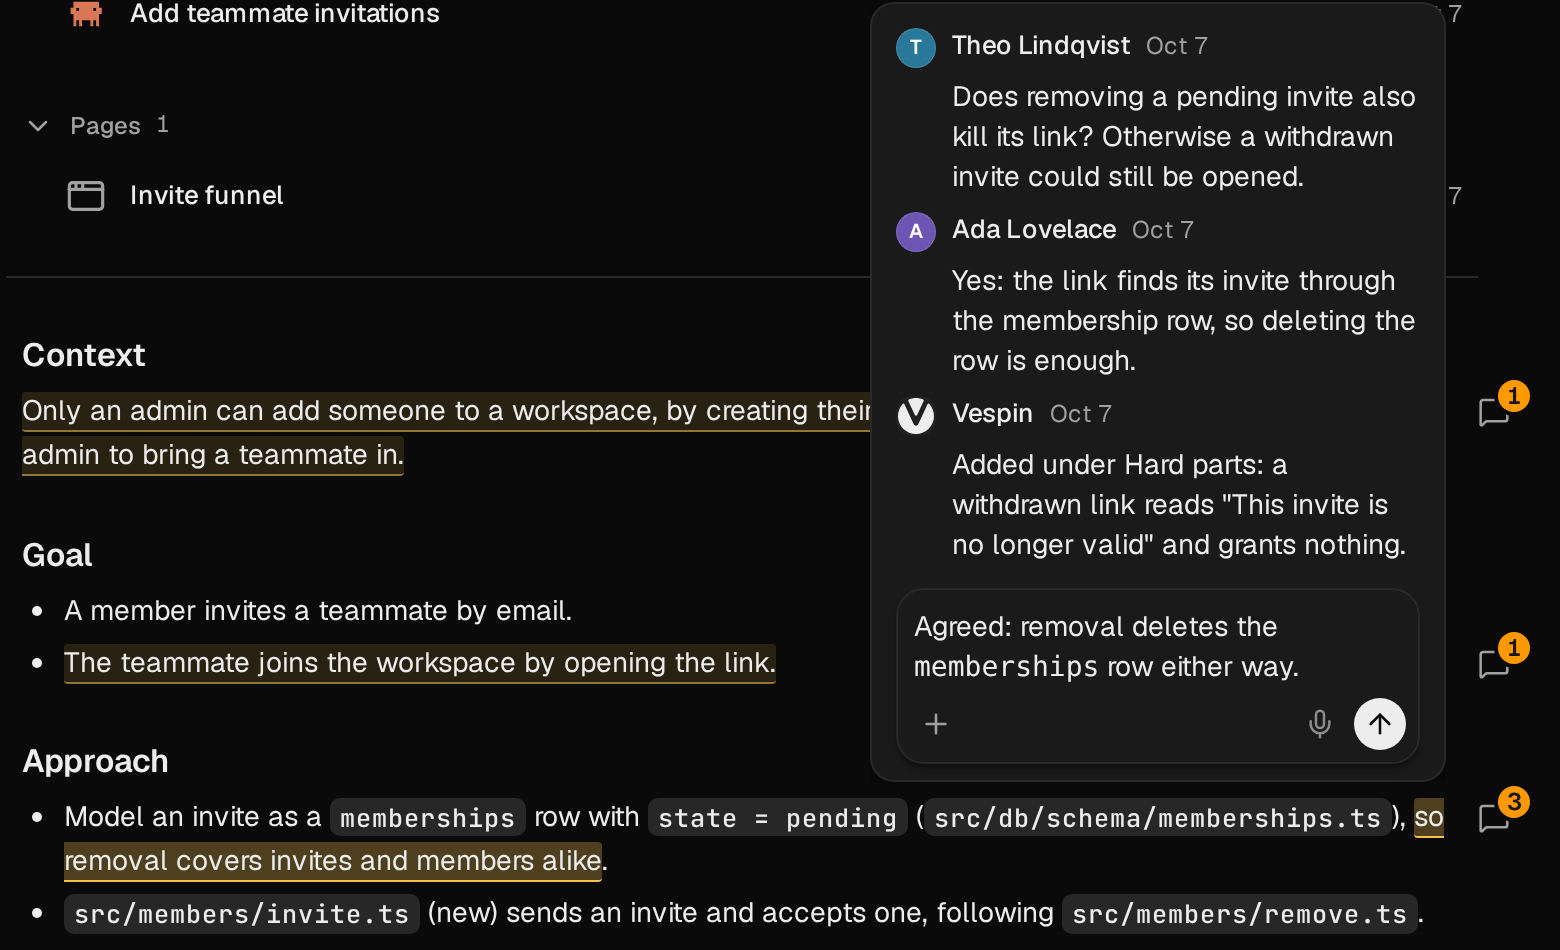 Add teammate invitations
7
Pages 1
Invite funnel
7
Context
Only an admin can add someone to a workspace, by creating their
admin to bring a teammate in.
1
Goal
A member invites a teammate by email.
The teammate joins the workspace by opening the link.
1
Approach
Model an invite as a memberships row with state = pending (src/db/schema/memberships.ts), so
removal covers invites and members alike.
3
src/members/invite.ts (new) sends an invite and accepts one, following src/members/remove.ts.
T Theo Lindqvist Oct 7
Does removing a pending invite also
kill its link? Otherwise a withdrawn
invite could still be opened.
A Ada Lovelace Oct 7
Yes: the link finds its invite through
the membership row, so deleting the
row is enough.
Vespin Oct 7
Added under Hard parts: a
withdrawn link reads "This invite is
no longer valid" and grants nothing.
Agreed: removal deletes the
memberships row either way.